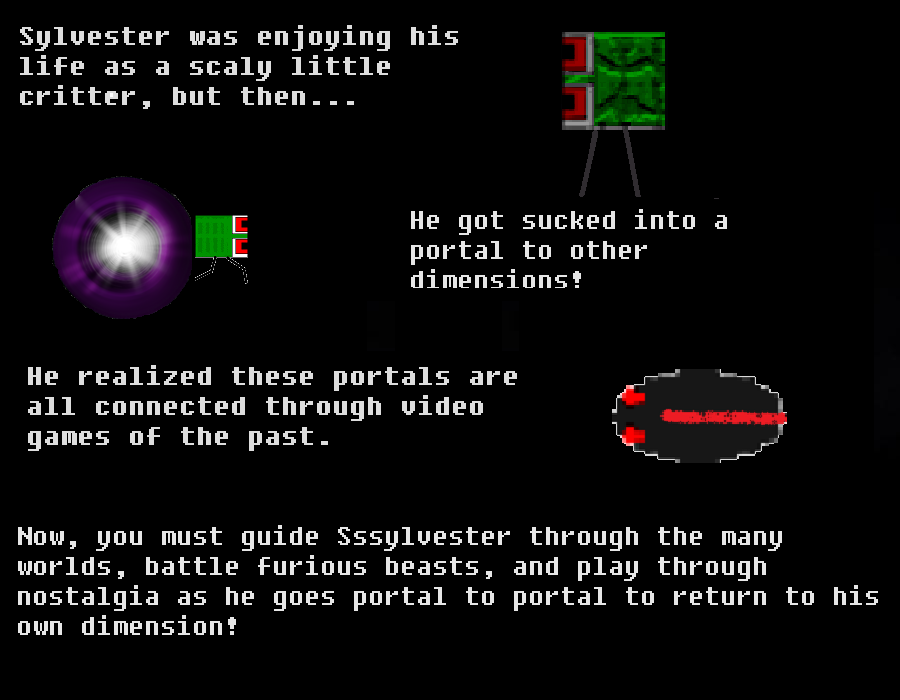 Sylvester was enjoying his
life as a scaly little
critter, but then...
He got sucked into a
portal to other
dimensions!
He realized these portals are
all connected through video
games of the past.
Now, you must guide Sssylvester through the many
worlds, battle furious beasts, and play through
nostalgia as he goes portal to portal to return to his
own dimension!